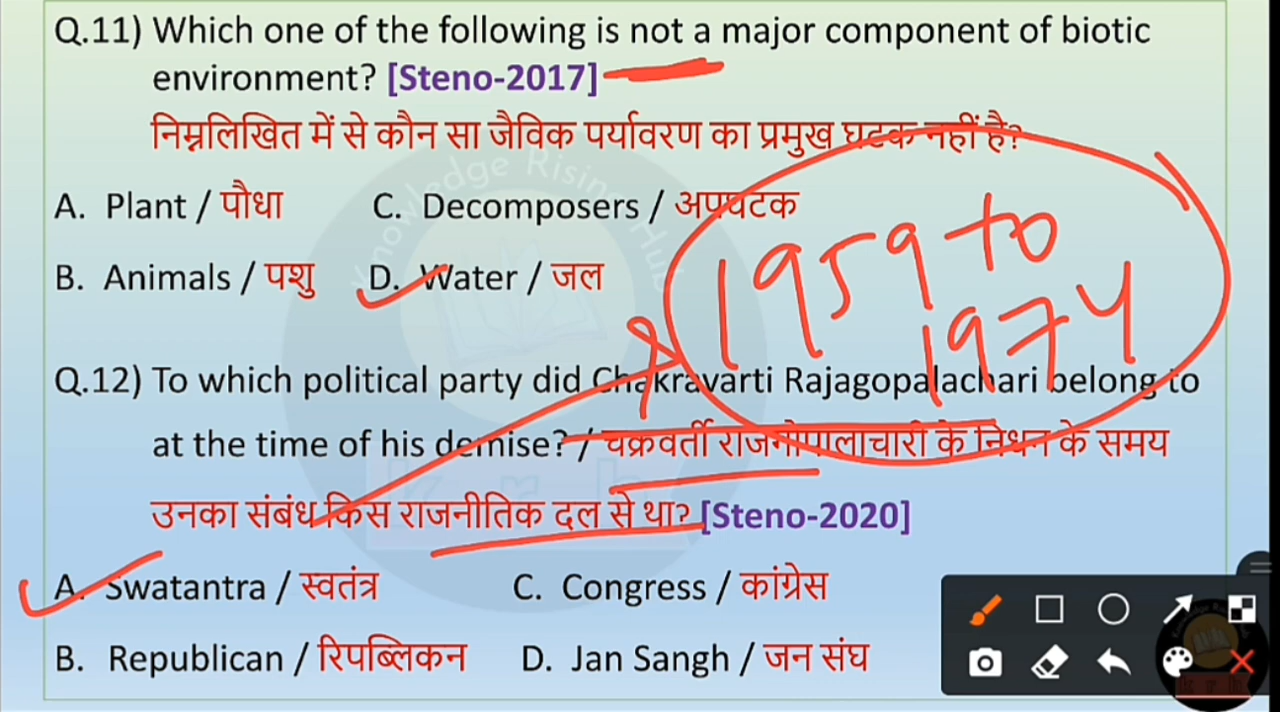 Q.11) Which one of the following is not a major component of biotic
environment? [Steno-2017]
निम्नलिखित में से कौन सा जैविक पर्यावरण का प्रमुख घटक नहीं है?
A. Plant / पौधा C. Decomposers / अपघटक
B. Animals / पशु D. Water / जल
1959 to
1974
Q.12) To which political party did Chakravarti Rajagopalachari belong to
at the time of his demise? / चक्रवर्ती राजगोपालाचारी के निधन के समय
उनका संबंध किस राजनीतिक दल से था? [Steno-2020]
A. Swatantra / स्वतंत्र C. Congress / कांग्रेस
B. Republican / रिपब्लिकन D. Jan Sangh / जन संघ
Knowledge Rising Hub
k r h